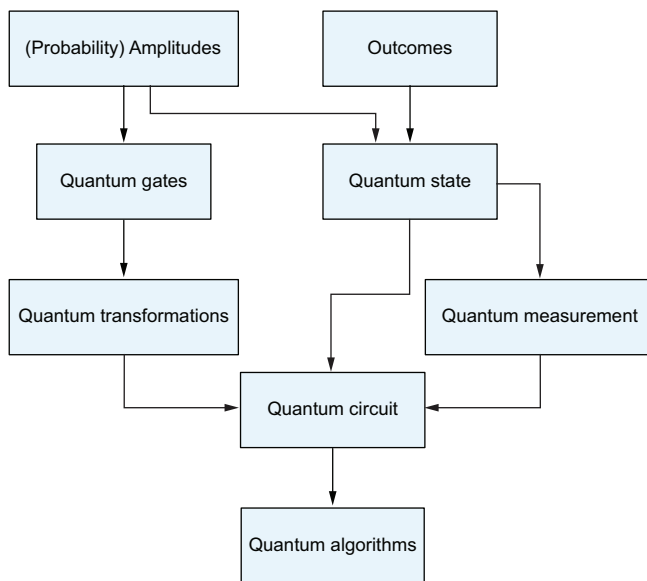 (Probability) Amplitudes
Outcomes
Quantum gates
Quantum state
Quantum transformations
Quantum measurement
Quantum circuit
Quantum algorithms